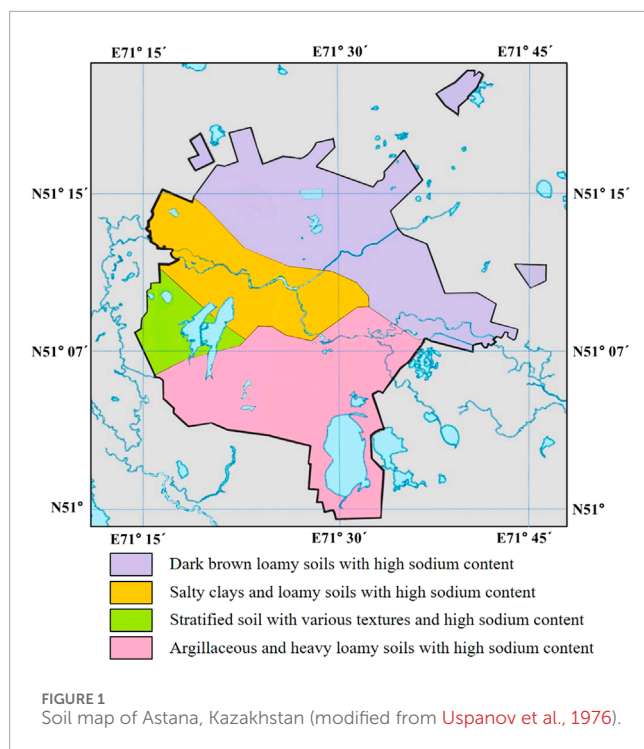 E71° 15´ E71° 30´ E71° 45´
N51° 15´ N51° 15´
N51° 07´ N51° 07´
N51° N51°
E71° 15´ E71° 30´ E71° 45´
Dark brown loamy soils with high sodium content
Salty clays and loamy soils with high sodium content
Stratified soil with various textures and high sodium content
Argillaceous and heavy loamy soils with high sodium content
FIGURE 1
Soil map of Astana, Kazakhstan (modified from Uspanov et al., 1976).